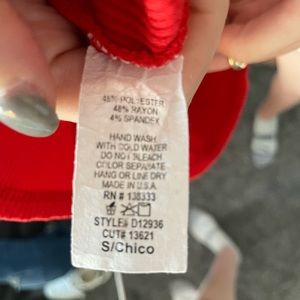 48% POLYESTER
48% RAYON
4% SPANDEX
HAND WASH
WITH COLD WATER
DO NOT BLEACH
COLOR SEPARATE
HANG OR LINE DRY
MADE IN U.S.A.
RN # 138333
STYLE# D12936
CUT# 13621
S/Chico